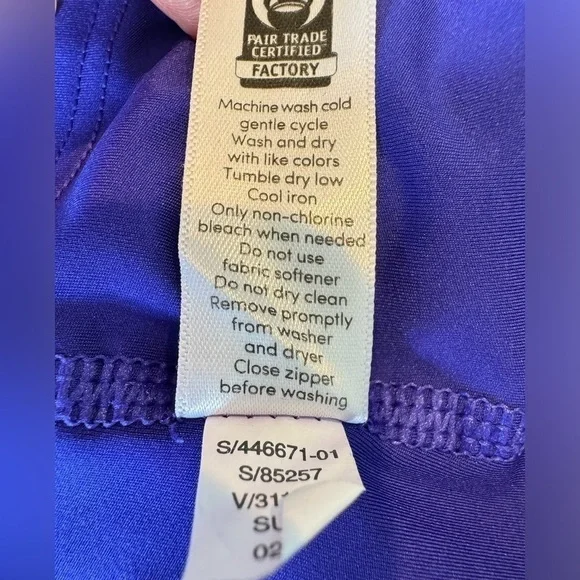 FAIR TRADE
CERTIFIED
FACTORY
Machine wash cold
gentle cycle
Wash and dry
with like colors
Tumble dry low
Cool iron
Only non-chlorine
bleach when needed
Do not use
fabric softener
Do not dry clean
Remove promptly
from washer
and dryer
Close zipper
before washing
S/446671-01
S/85257
V/31
02